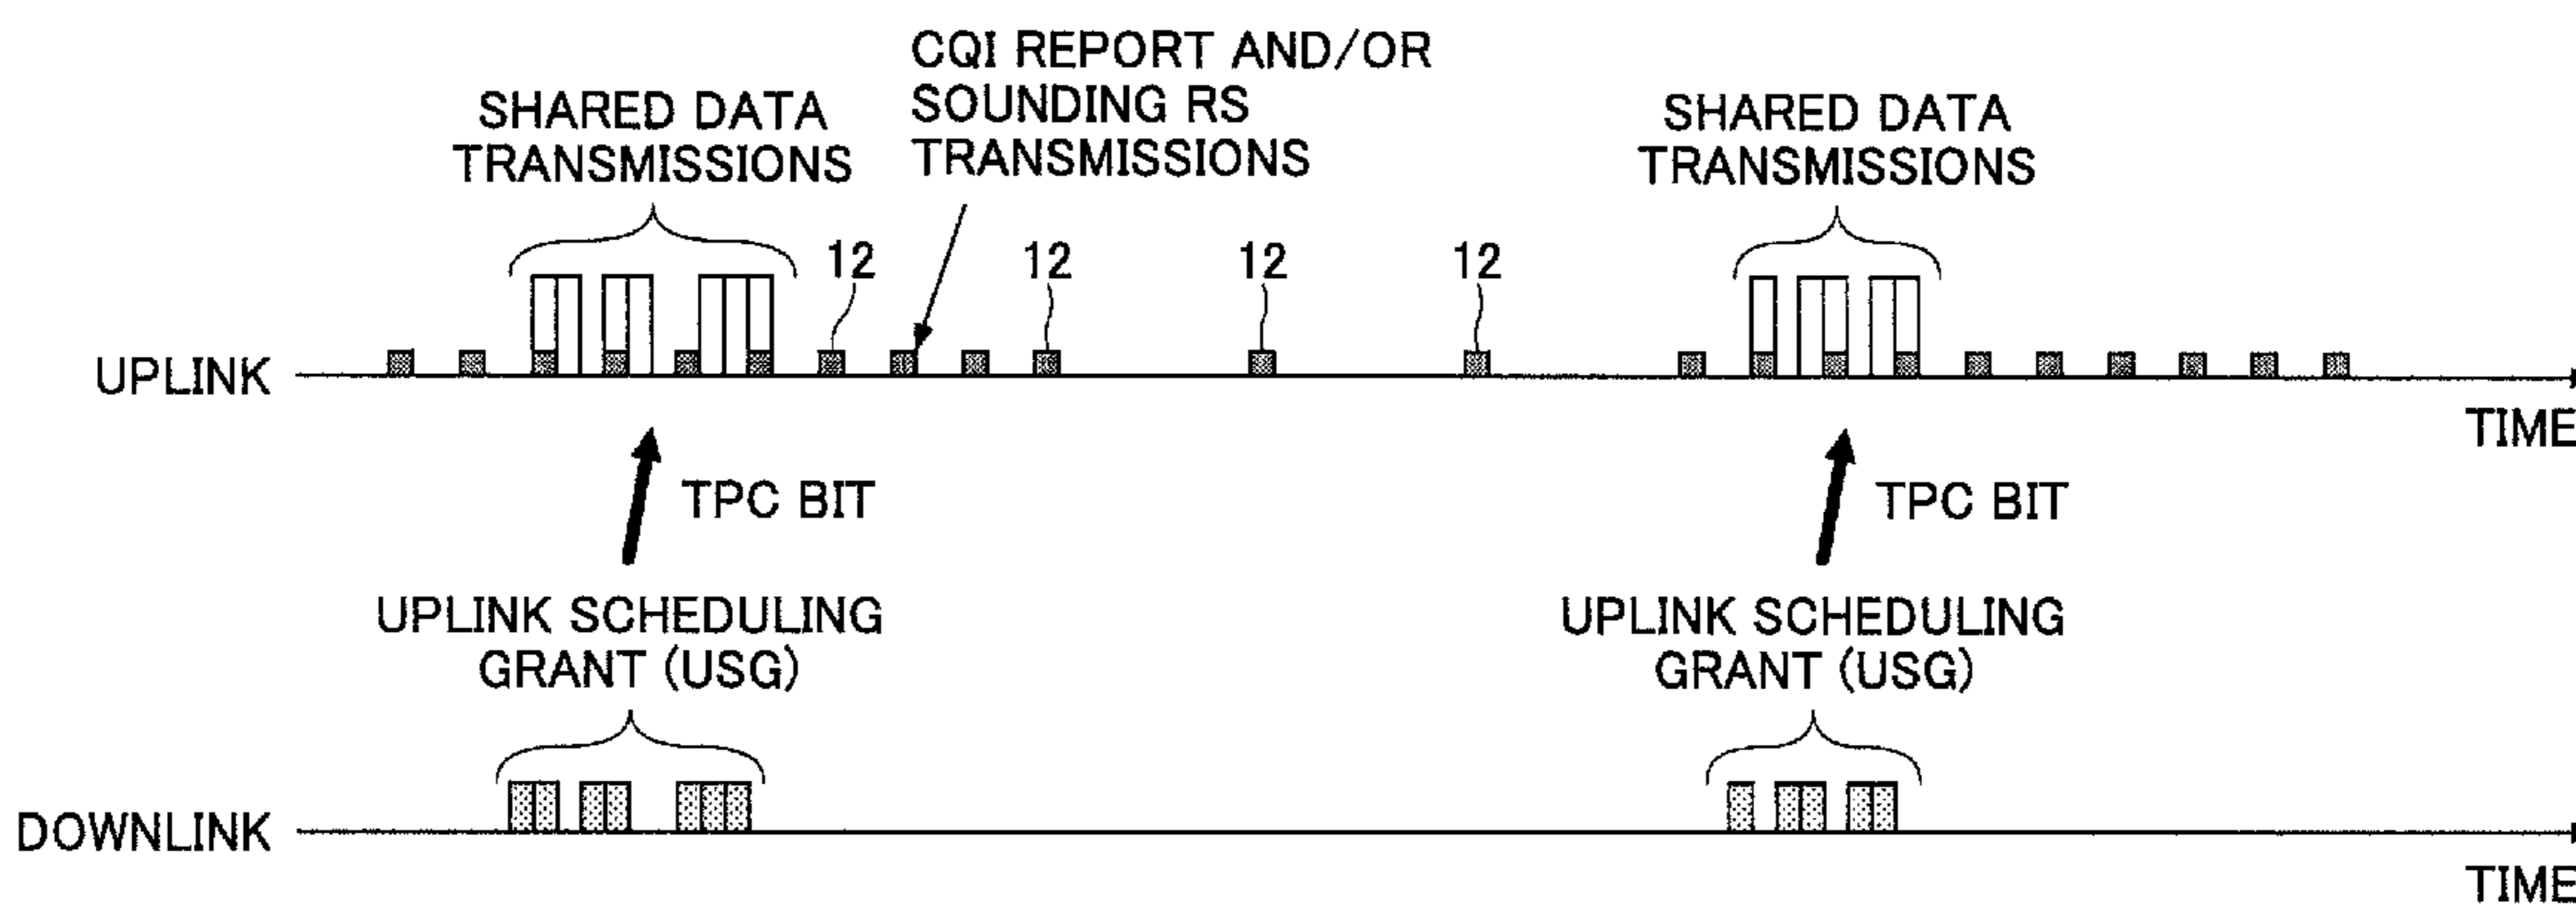 CQI REPORT AND/OR
SOUNDING RS
TRANSMISSIONS
SHARED DATA
TRANSMISSIONS
SHARED DATA
TRANSMISSIONS
12
12
12
12
UPLINK
TIME
TPC BIT
TPC BIT
UPLINK SCHEDULING
GRANT (USG)
UPLINK SCHEDULING
GRANT (USG)
DOWNLINK
TIME